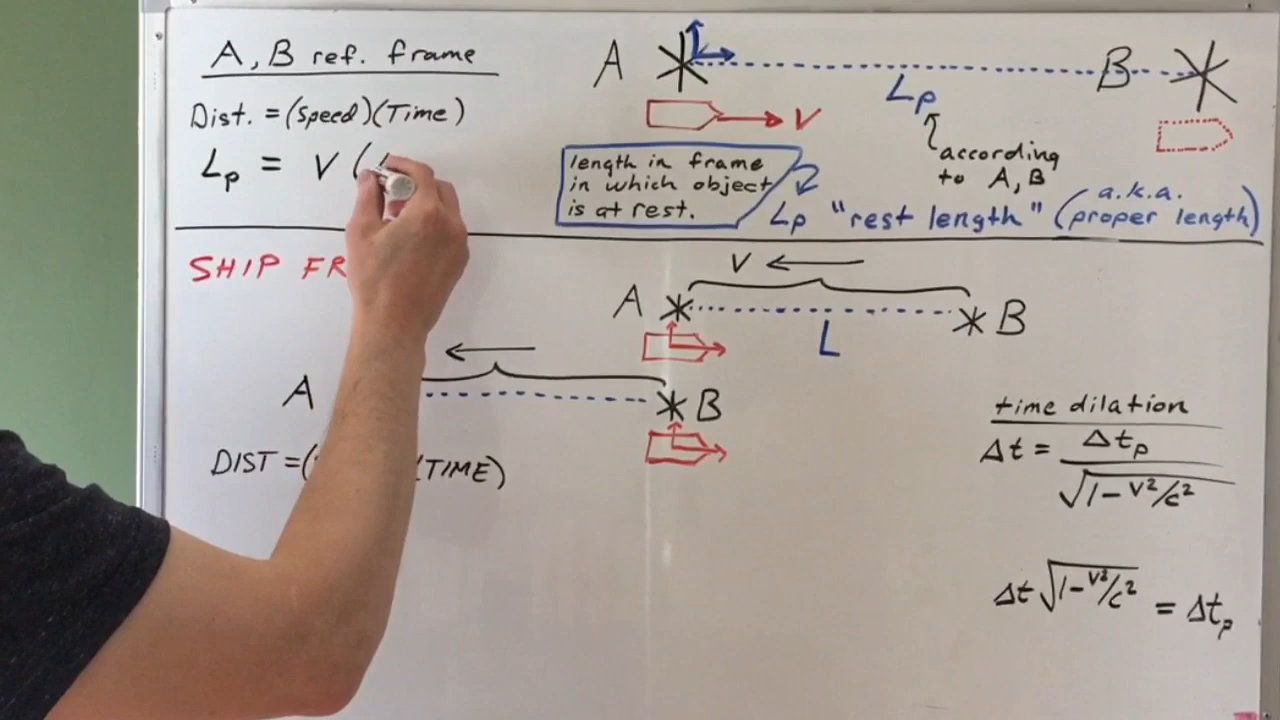 A, B ref. frame
Dist. = (Speed)(Time)
Lp = V (
A
B
Lp
V
according
to A, B
length in frame
in which object
is at rest.
Lp "rest length" (a.k.a. proper length)
SHIP FR
V
A
B
L
A
B
DIST = ( TIME)
time dilation
Δt = Δtp / √1 - v²/c²
Δt √1 - v²/c² = Δtp